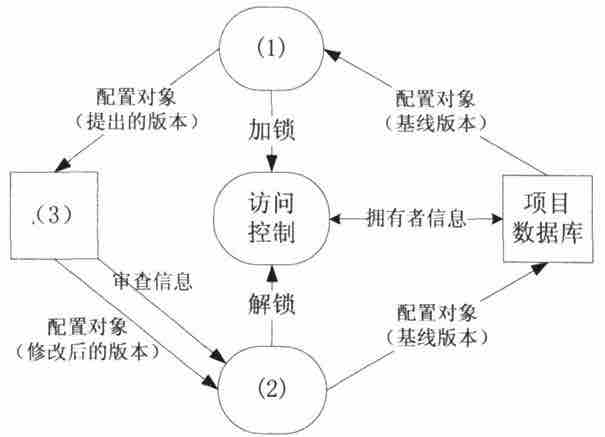 (1)
配置对象
（提出的版本）
配置对象
（基线版本）
加锁
.(3)
访问
控制
拥有者信息
项目
数据库
审查信息
解锁
配置对象
（修改后的版本）
配置对象
（基线版本）
(2)